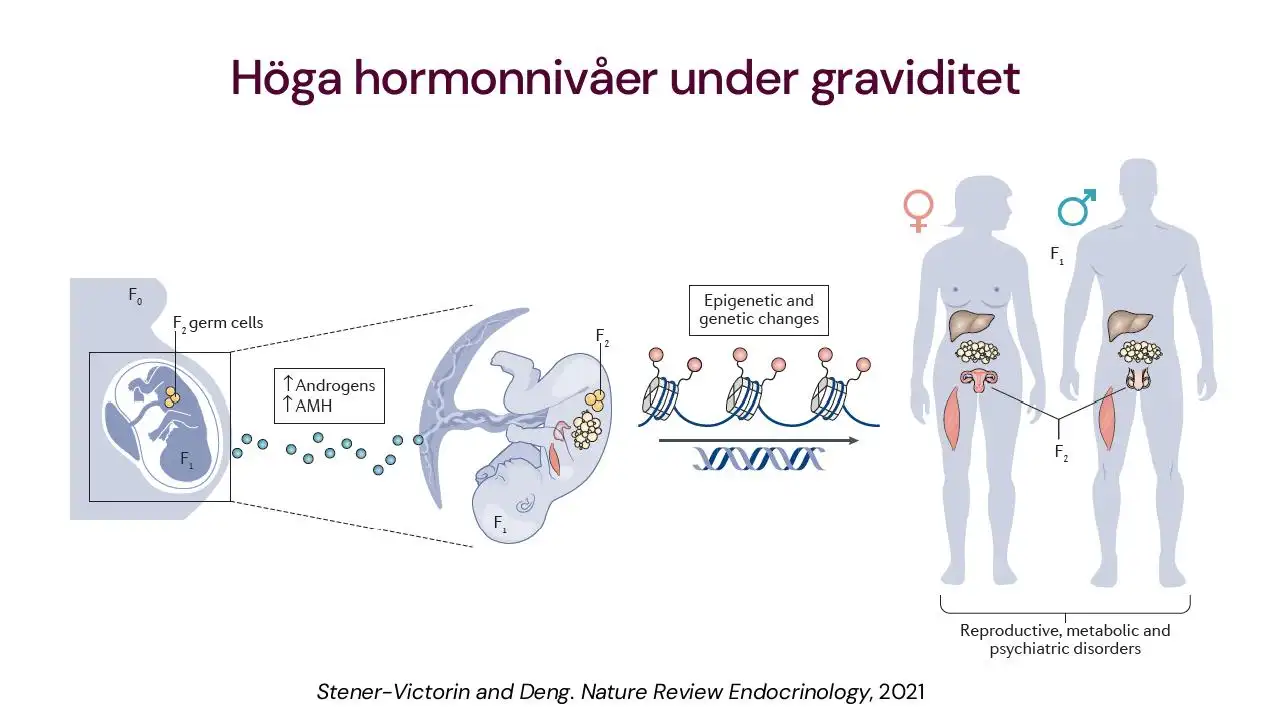 Höga hormonnivåer under graviditet
F0
F2 germ cells
F1
↑Androgens
↑AMH
F2
F1
Epigenetic and
genetic changes
♀
♂
F1
F2
Reproductive, metabolic and
psychiatric disorders
Stener-Victorin and Deng. Nature Review Endocrinology, 2021